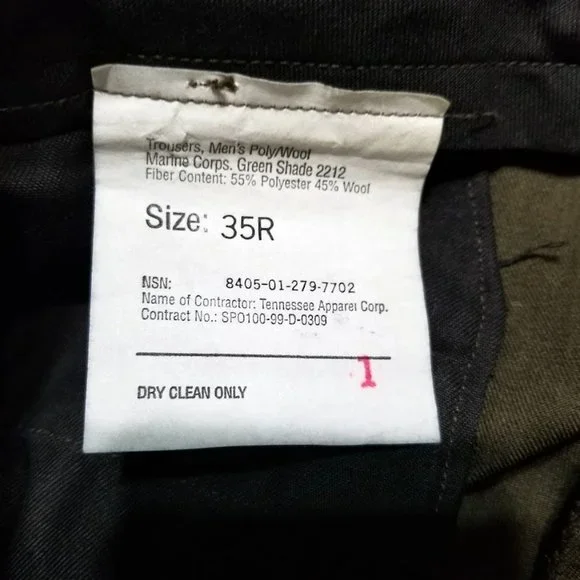 Trousers, Men's Poly/Wool
Marine Corps. Green Shade 2212
Fiber Content: 55% Polyester 45% Wool
Size: 35R
NSN: 8405-01-279-7702
Name of Contractor: Tennessee Apparel Corp.
Contract No.: SPO100-99-D-0309
1
DRY CLEAN ONLY